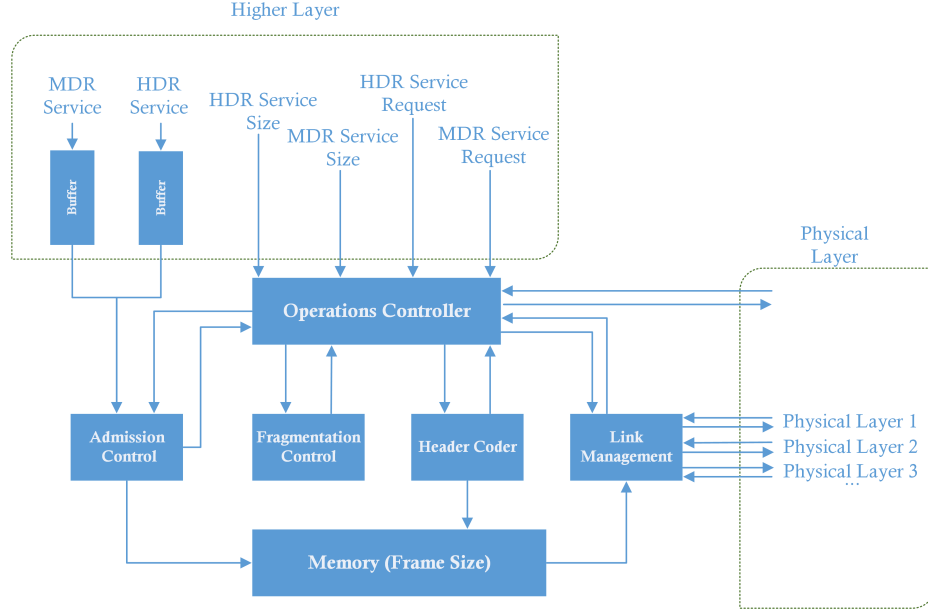 Higher Layer
MDR
Service
HDR
Service
HDR Service
Size
MDR Service
Size
HDR Service
Request
MDR Service
Request
Buffer
Buffer
Physical
Layer
Operations Controller
Admission
Control
Fragmentation
Control
Header Coder
Link
Management
Physical Layer 1
Physical Layer 2
Physical Layer 3
...
Memory (Frame Size)